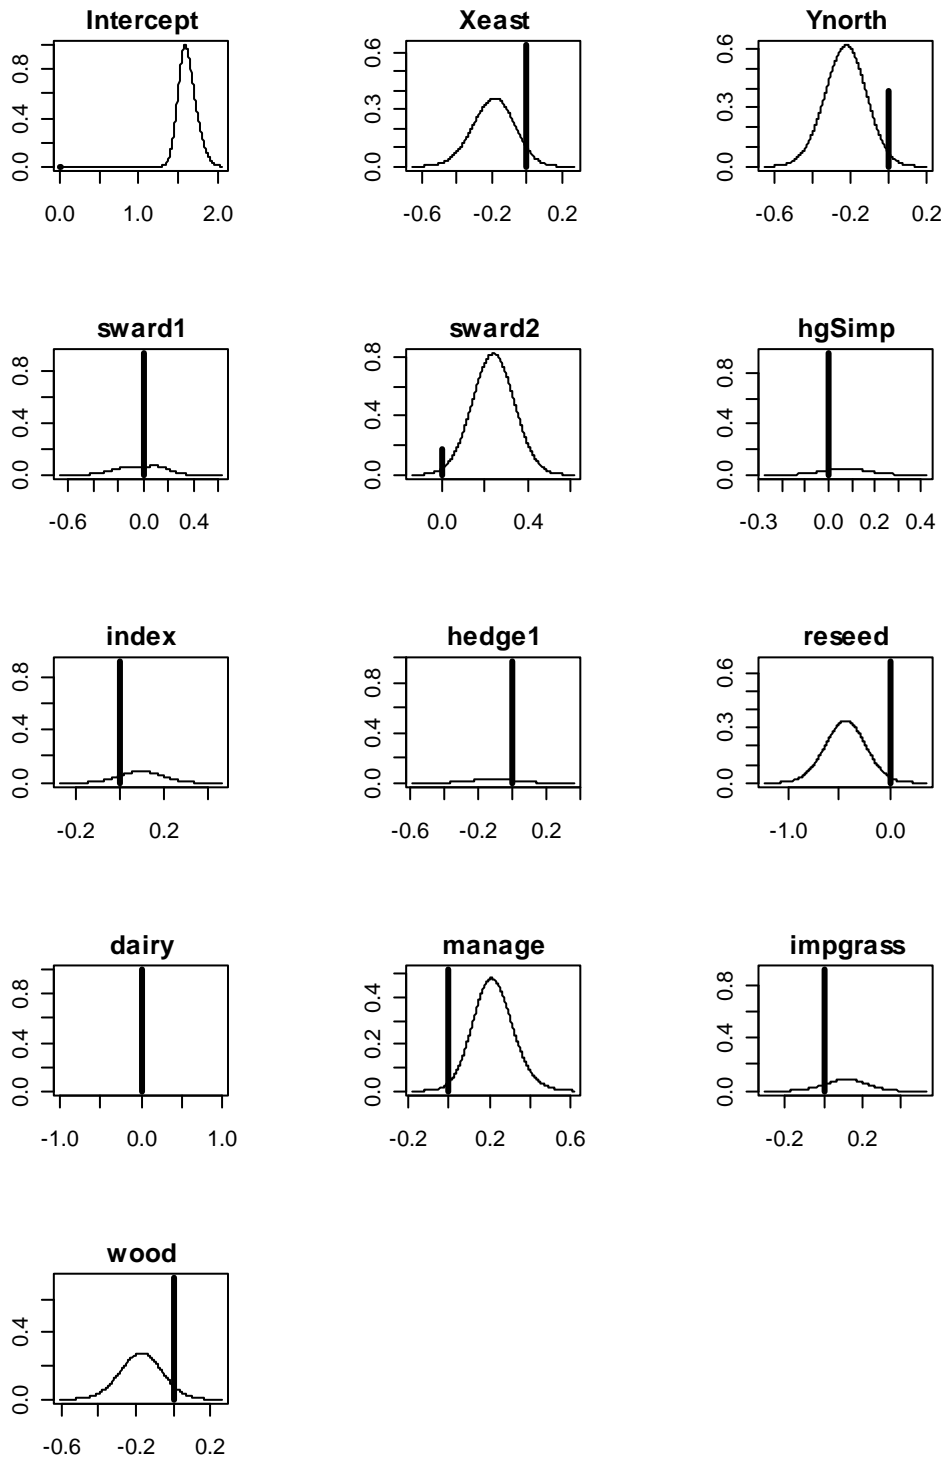 Intercept Xeast Ynorth
0.0 0.4 0.8
0.0 0.3 0.6
0.0 0.3 0.6
0.0 1.0 2.0
-0.6 -0.2 0.2
-0.6 -0.2 0.2
sward1 sward2 hgSimp
0.0 0.4 0.8
0.0 0.4 0.8
0.0 0.4 0.8
-0.6 0.0 0.4
0.0 0.4
-0.3 0.0 0.2 0.4
index hedge1 reseed
0.0 0.4 0.8
0.0 0.4 0.8
0.0 0.3 0.6
-0.2 0.2
-0.6 -0.2 0.2
-1.0 0.0
dairy manage impgrass
0.0 0.4 0.8
0.0 0.2 0.4
0.0 0.4 0.8
-1.0 0.0 1.0
-0.2 0.2 0.6
-0.2 0.2
wood
0.0 0.4
-0.6 -0.2 0.2